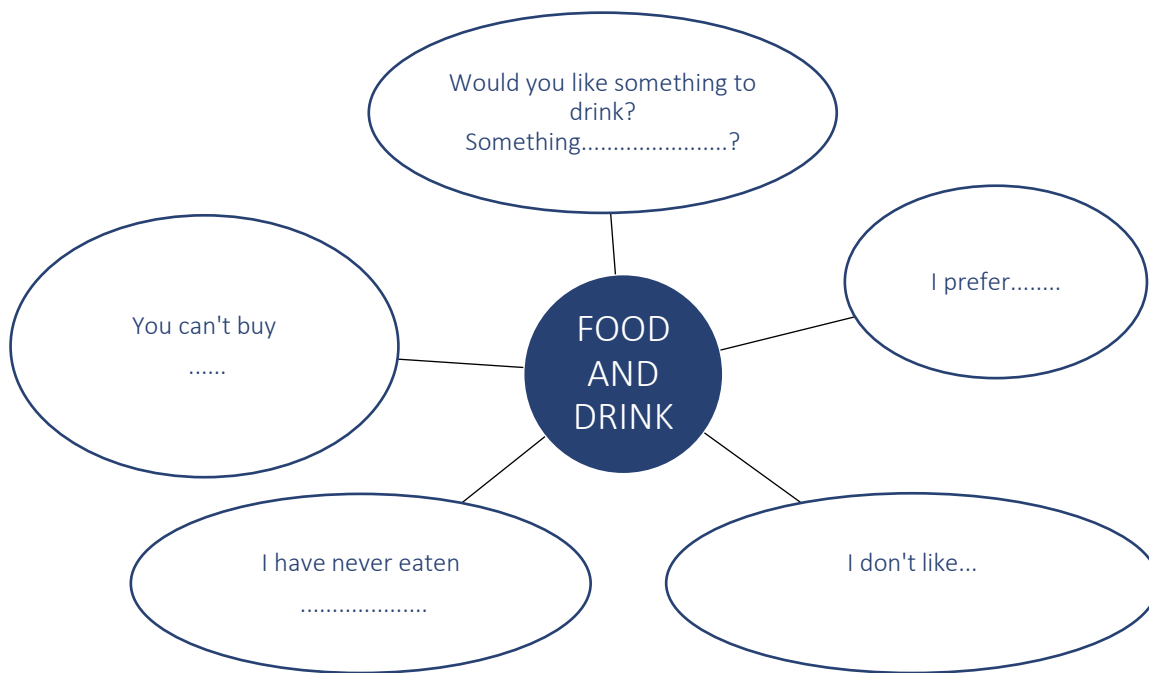 Would you like something to
drink?
Something.......................?
I prefer........
You can't buy
......
FOOD
AND
DRINK
I have never eaten
....................
I don't like...